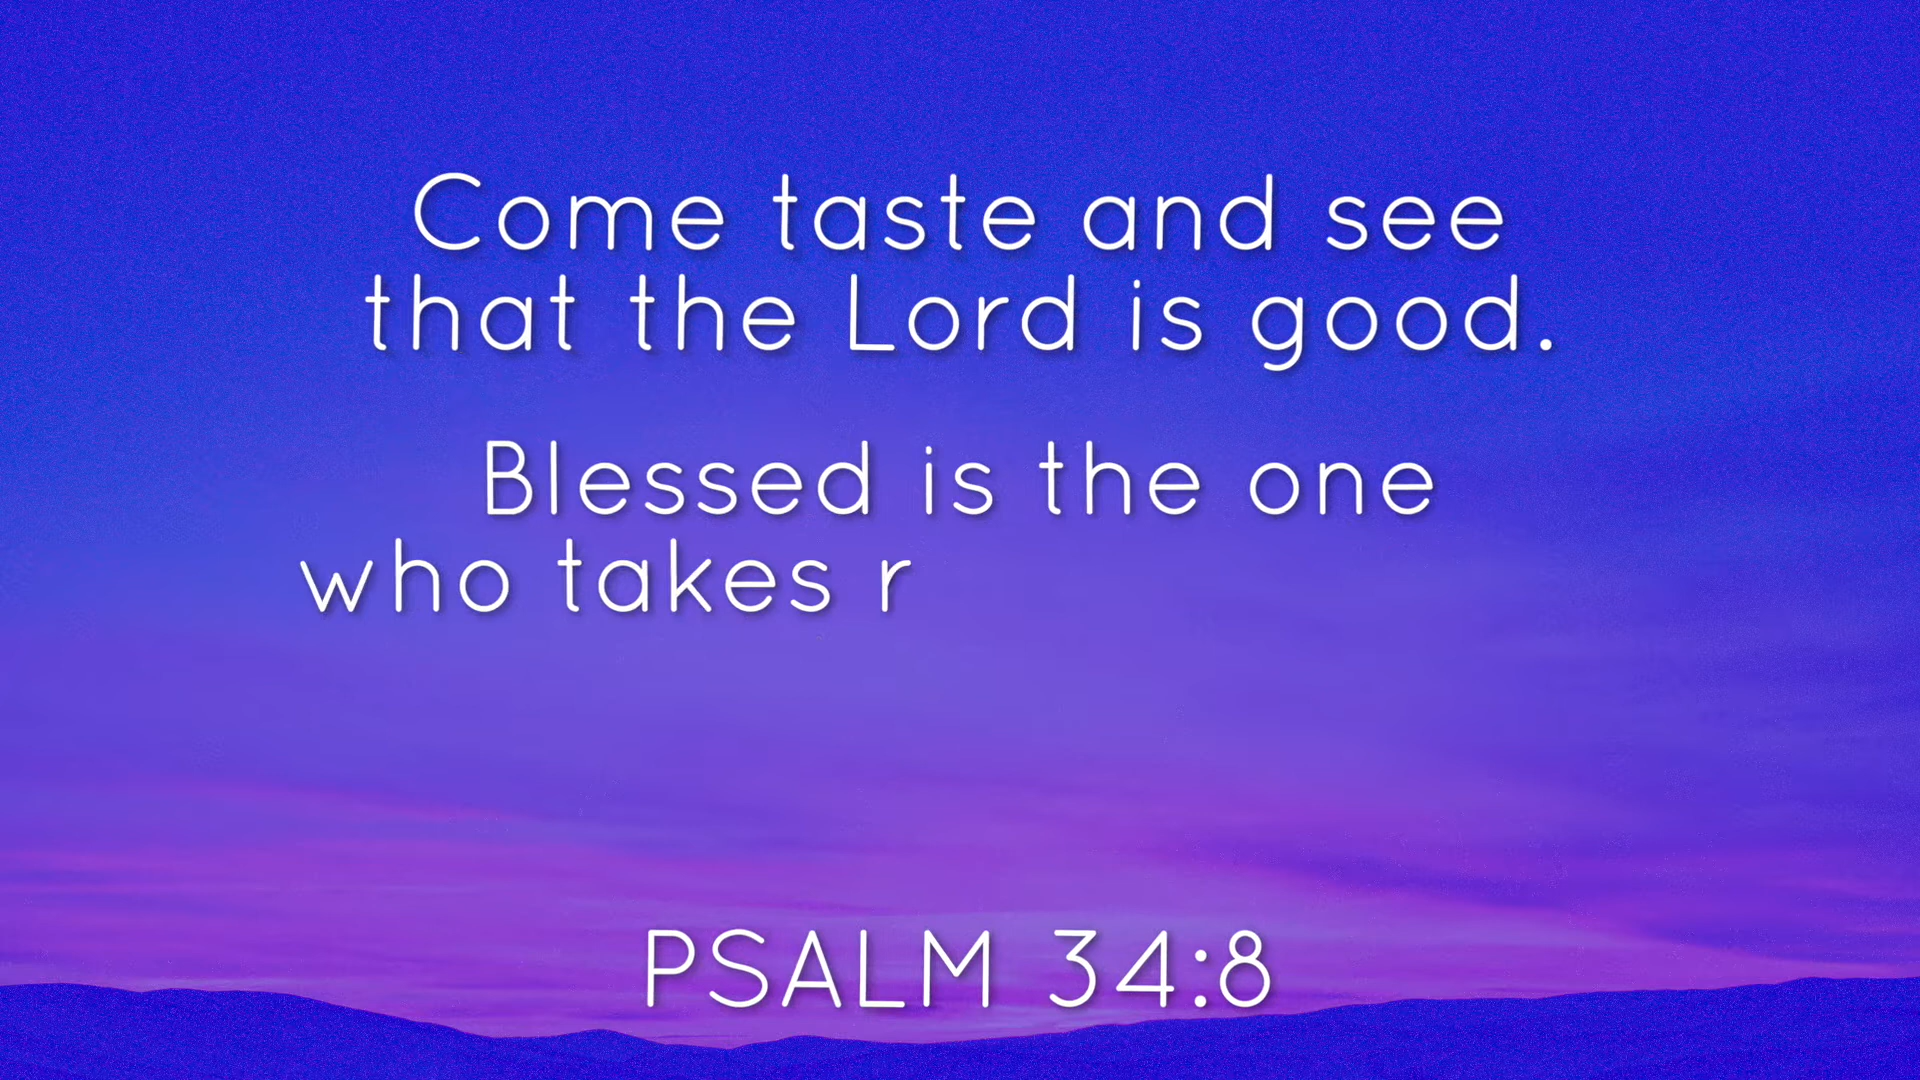 Come taste and see
that the Lord is good.
Blessed is the one
who takes r
PSALM 34:8